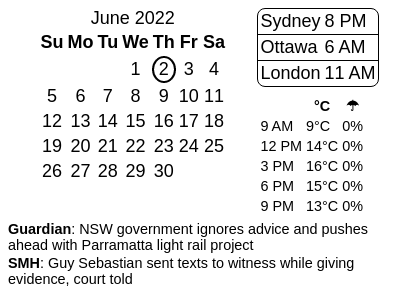 June 2022
Su Mo Tu We Th Fr Sa
1 2 3 4
5 6 7 8 9 10 11
12 13 14 15 16 17 18
19 20 21 22 23 24 25
26 27 28 29 30
Sydney 8 PM
Ottawa 6 AM
London 11 AM
°C ☂
9 AM 9°C 0%
12 PM 14°C 0%
3 PM 16°C 0%
6 PM 15°C 0%
9 PM 13°C 0%
Guardian: NSW government ignores advice and pushes
ahead with Parramatta light rail project
SMH: Guy Sebastian sent texts to witness while giving
evidence, court told